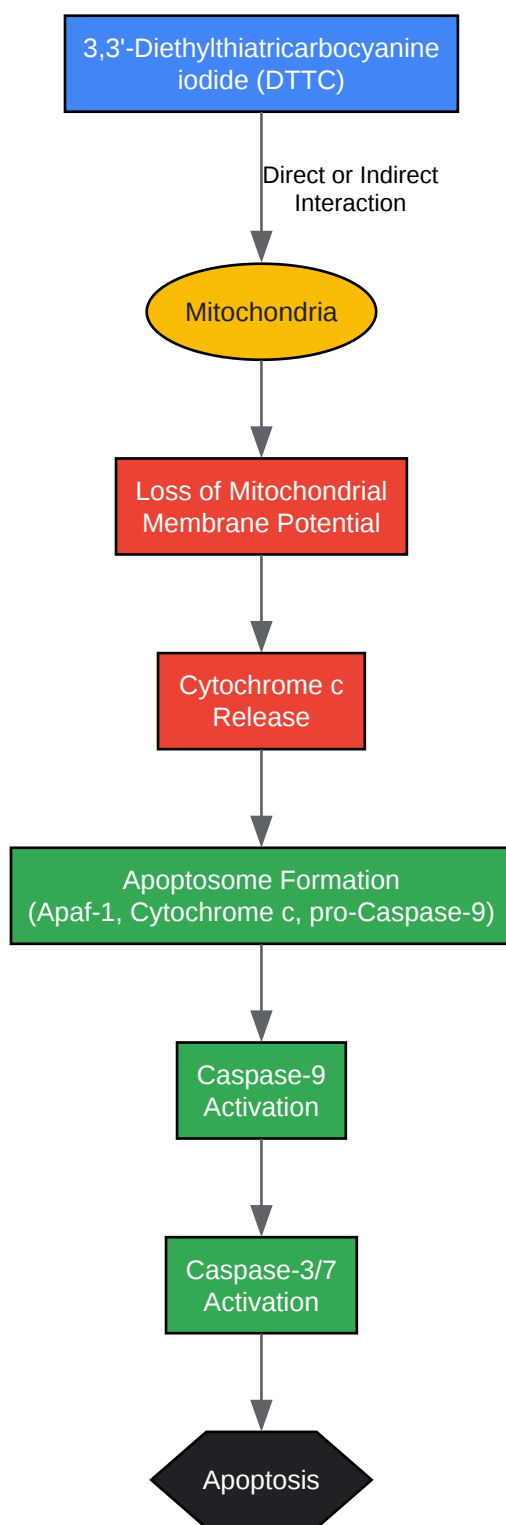 3,3'-Diethylthiatricarbocyanine
iodide (DTTC)
Direct or Indirect
Interaction
Mitochondria
Loss of Mitochondrial
Membrane Potential
Cytochrome c
Release
Apoptosome Formation
(Apaf-1, Cytochrome c, pro-Caspase-9)
Caspase-9
Activation
Caspase-3/7
Activation
Apoptosis